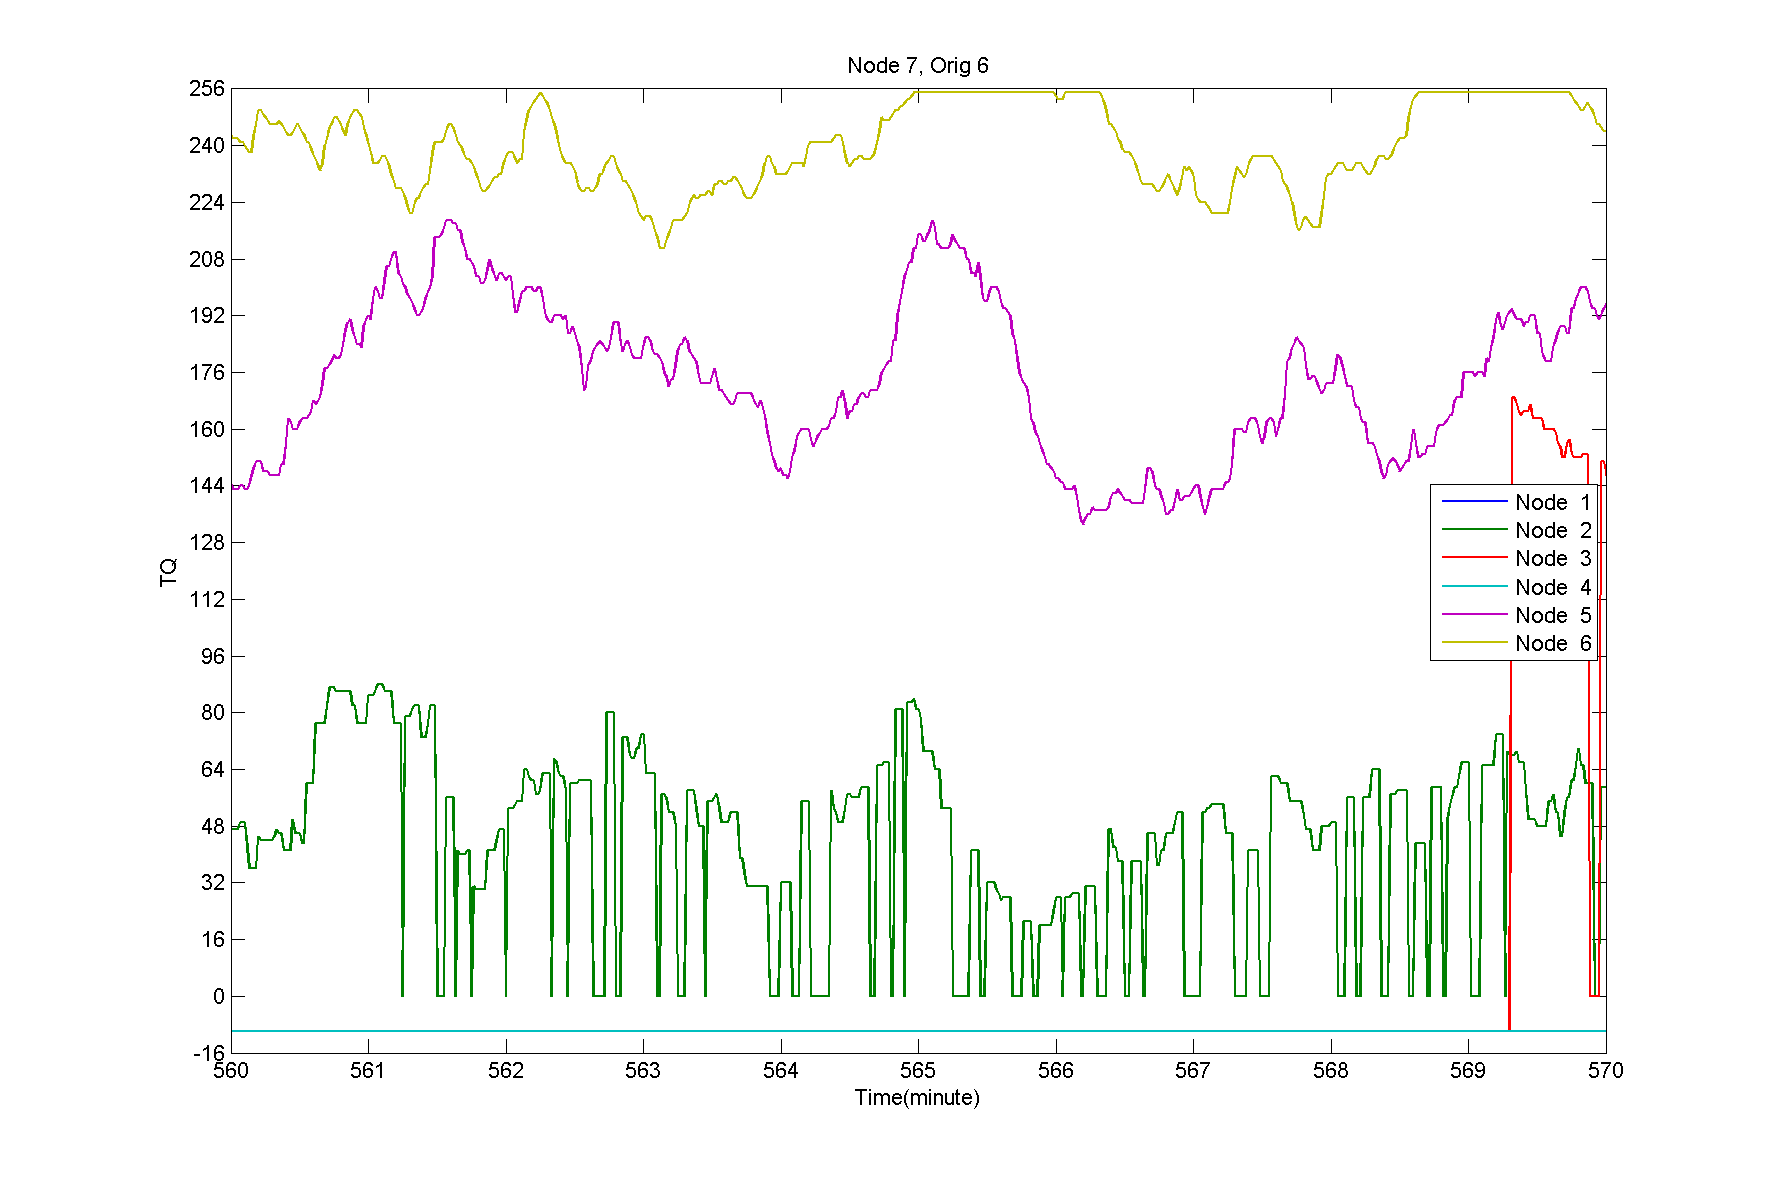 Node 7, Orig 6
256
240
224
208
192
176
160
144
128
112
96
80
64
48
32
16
0
-16
TQ
Node 1
Node 2
Node 3
Node 4
Node 5
Node 6
560 561 562 563 564 565 566 567 568 569 570
Time(minute)